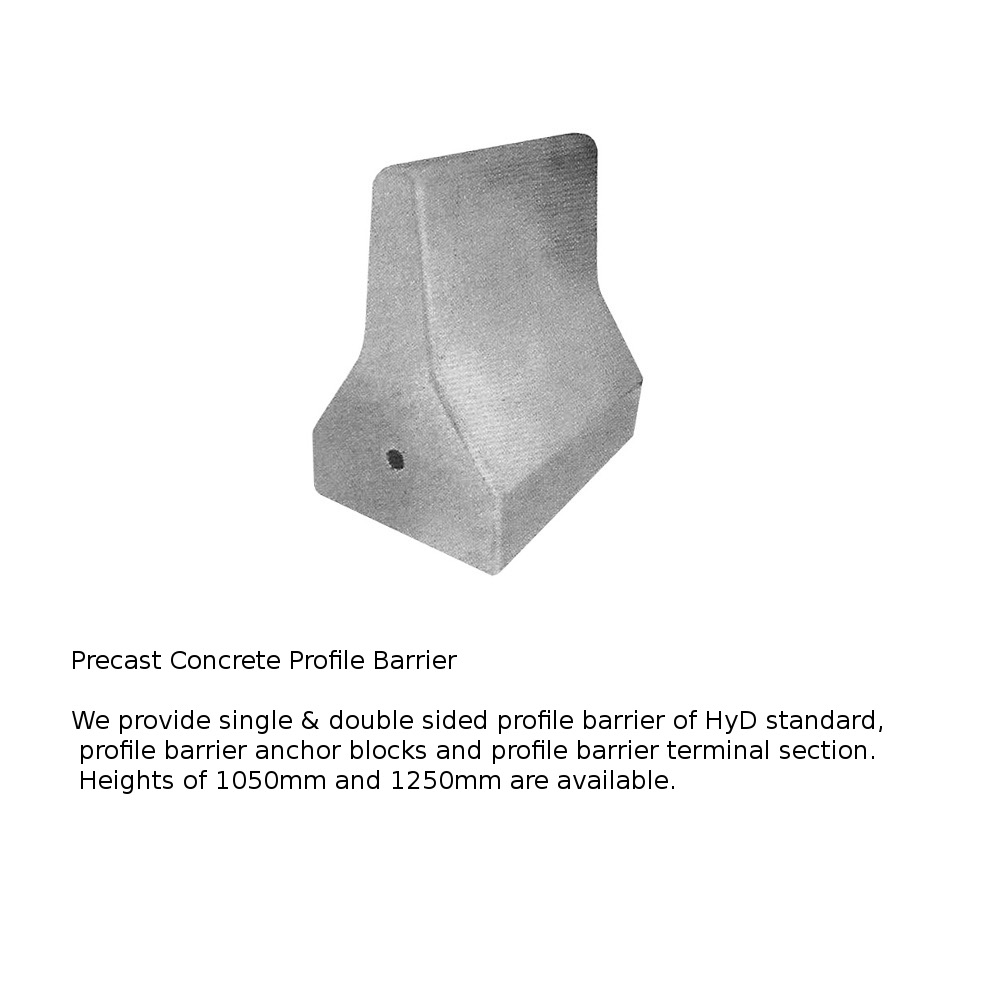 Precast Concrete Profile Barrier
We provide single & double sided profile barrier of HyD standard,
profile barrier anchor blocks and profile barrier terminal section.
Heights of 1050mm and 1250mm are available.